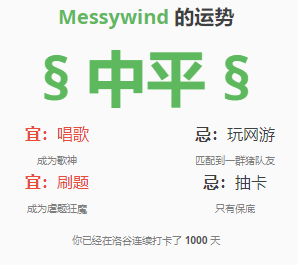 Messywind 的运势
§ 中平 §
宜：唱歌 忌：玩网游
成为歌神 匹配到一群猪队友
宜：刷题 忌：抽卡
成为虐题狂魔 只有保底
你已经在洛谷连续打卡了 1000 天